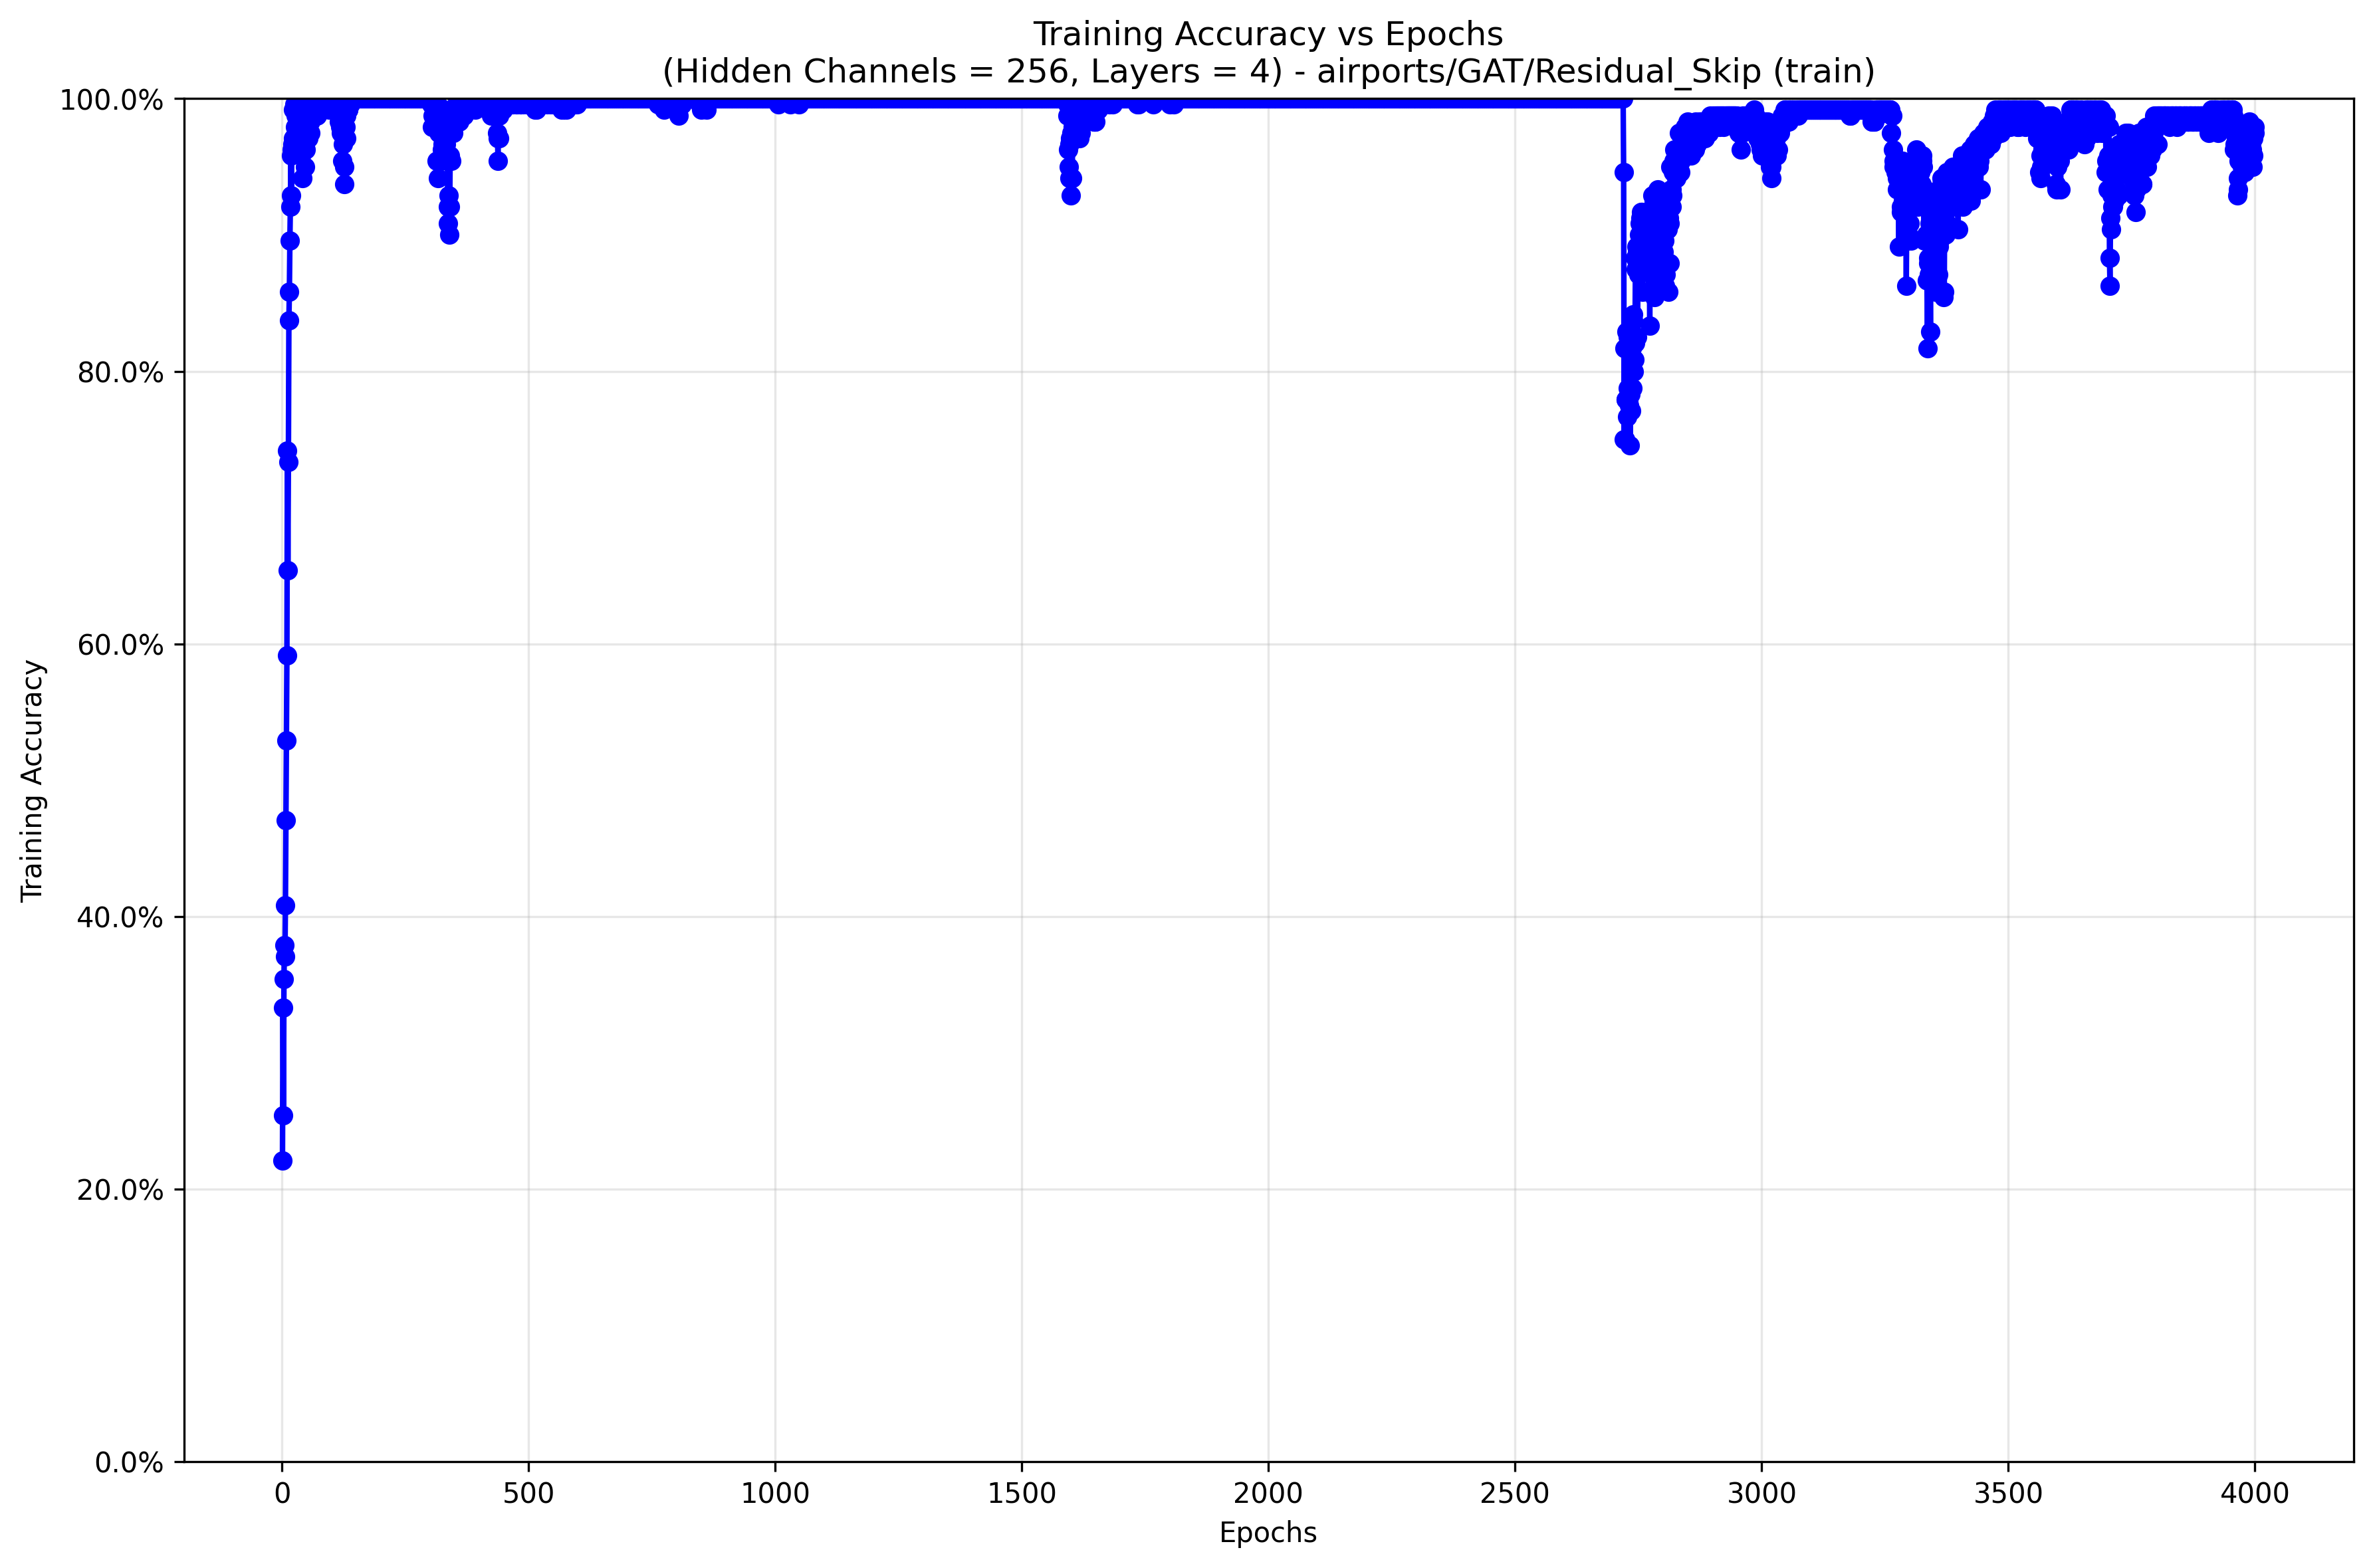 Training Accuracy vs Epochs
(Hidden Channels = 256, Layers = 4) - airports/GAT/Residual_Skip (train)
100.0%
80.0%
60.0%
40.0%
20.0%
0.0%
Training Accuracy
0 500 1000 1500 2000 2500 3000 3500 4000
Epochs